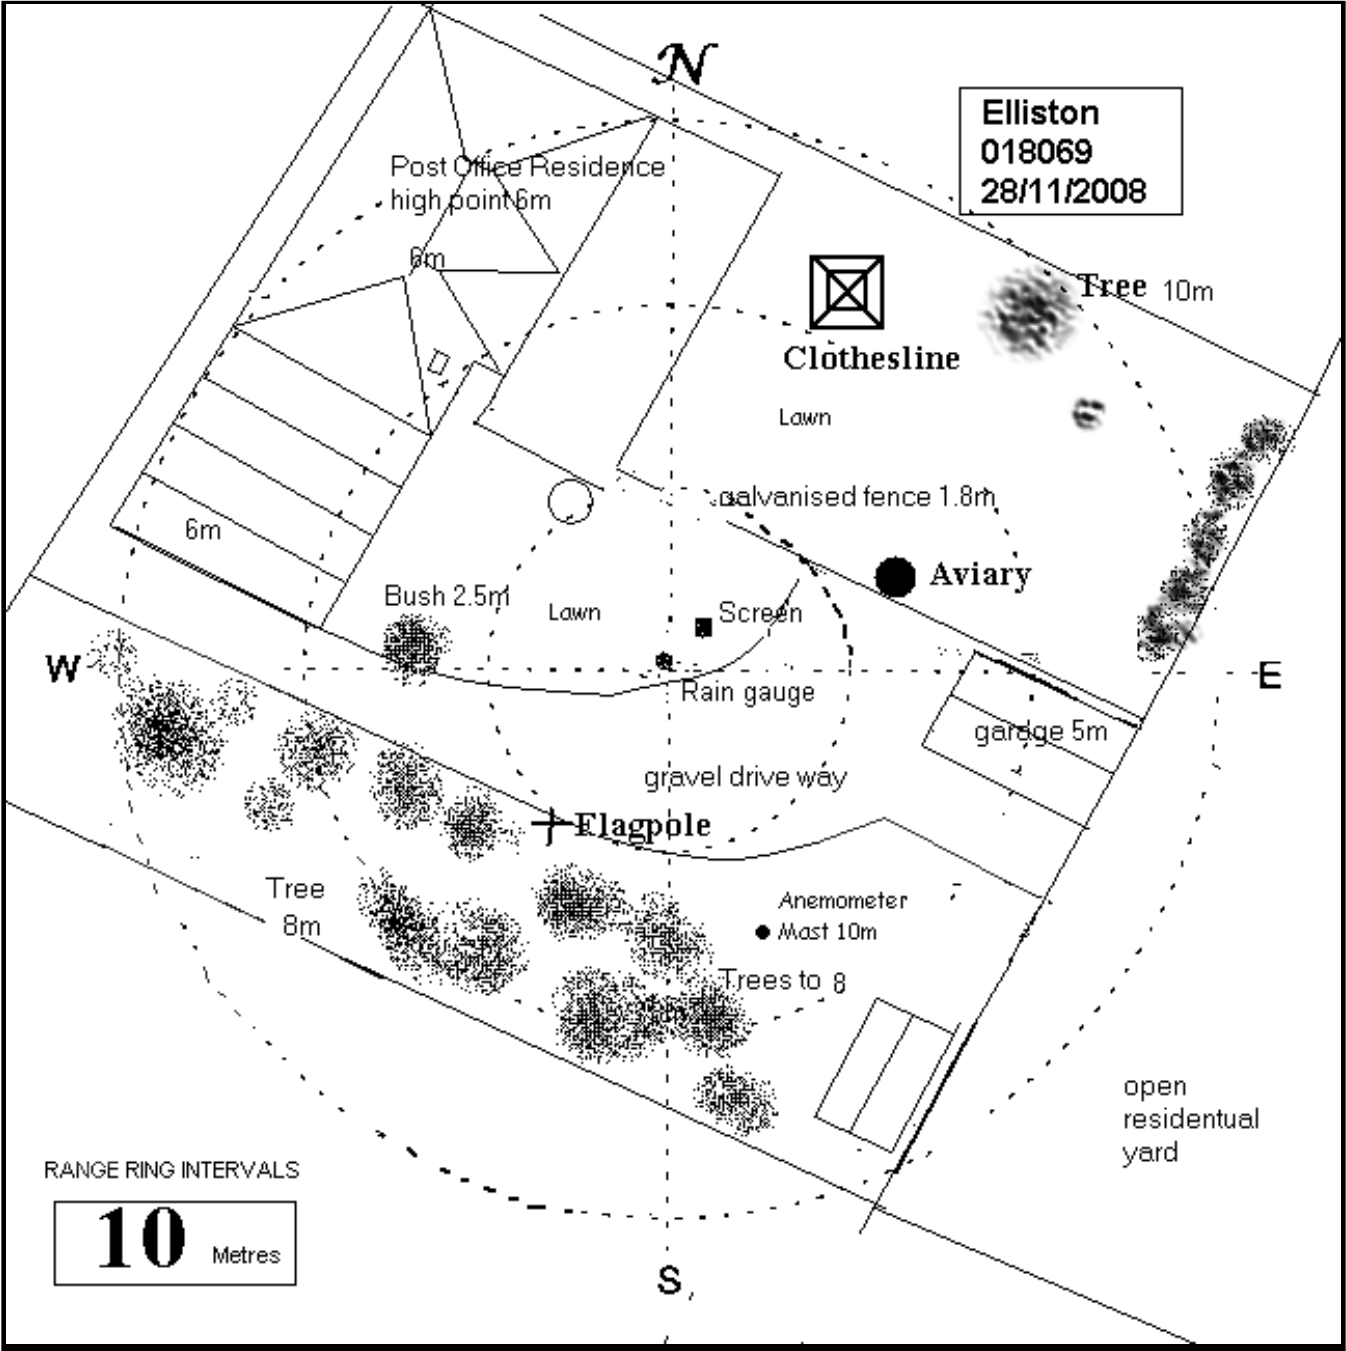 N
Elliston
018069
28/11/2008
Post Office Residence
high point 6m
6m
Tree 10m
Clothesline
Lawn
galvanised fence 1.8m
6m
Aviary
Bush 2.5m
Lawn
Screen
W
E
Rain gauge
garage 5m
gravel drive way
Flagpole
Tree
8m
Anemometer
Mast 10m
Trees to 8
open
residentual
yard
RANGE RING INTERVALS
10 Metres
S